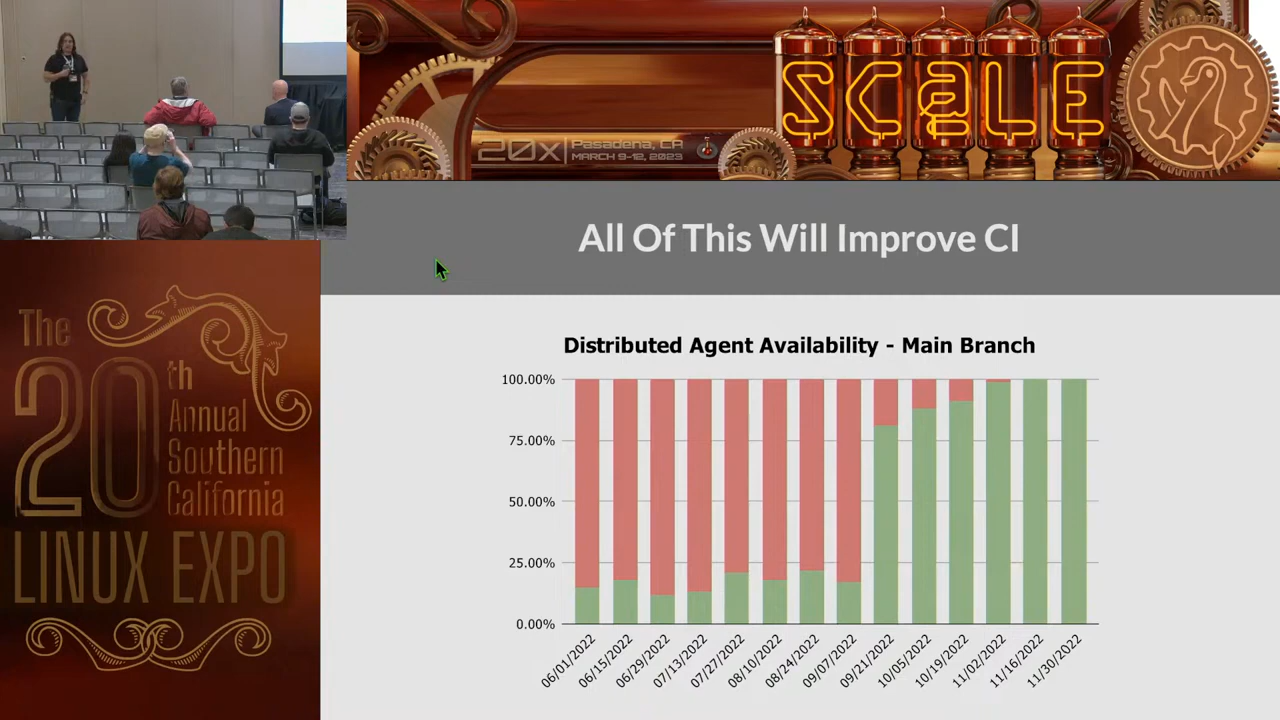 SCaLE
20x
Pasadena, CA
MARCH 9-12, 2023
The
20th
Annual
Southern
California
LINUX EXPO
All Of This Will Improve CI
Distributed Agent Availability - Main Branch
100.00%
75.00%
50.00%
25.00%
0.00%
06/01/2022
06/15/2022
06/29/2022
07/13/2022
07/27/2022
08/10/2022
08/24/2022
09/07/2022
09/21/2022
10/05/2022
10/19/2022
11/02/2022
11/16/2022
11/30/2022